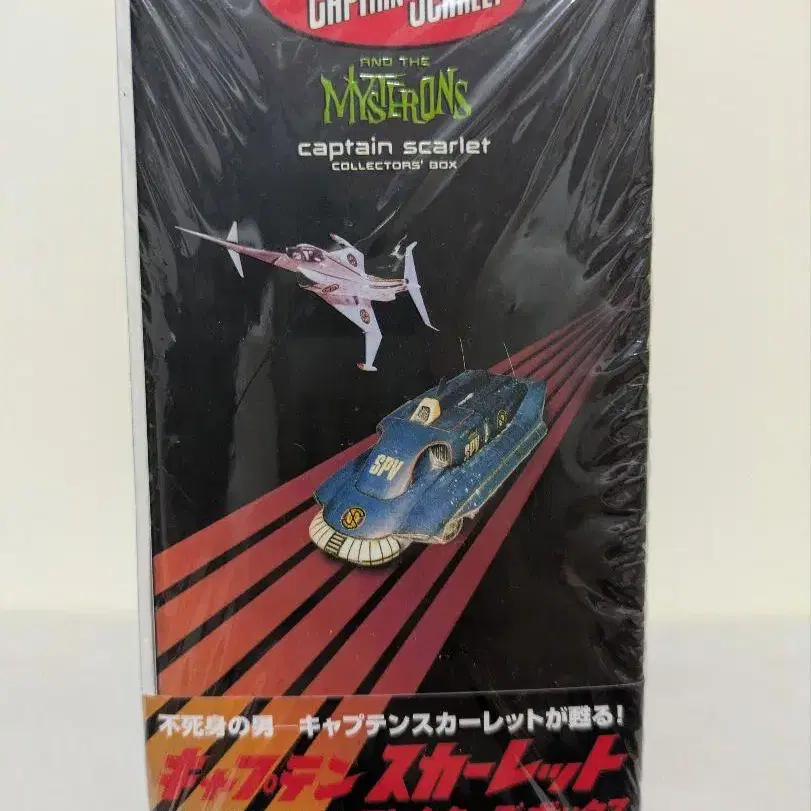 CAPTAIN SCARLET
AND THE
MYSTERONS
captain scarlet
COLLECTORS' BOX
SPV
SPV
不死身の男─キャプテンスカーレットが甦る!
キャプテン スカーレット